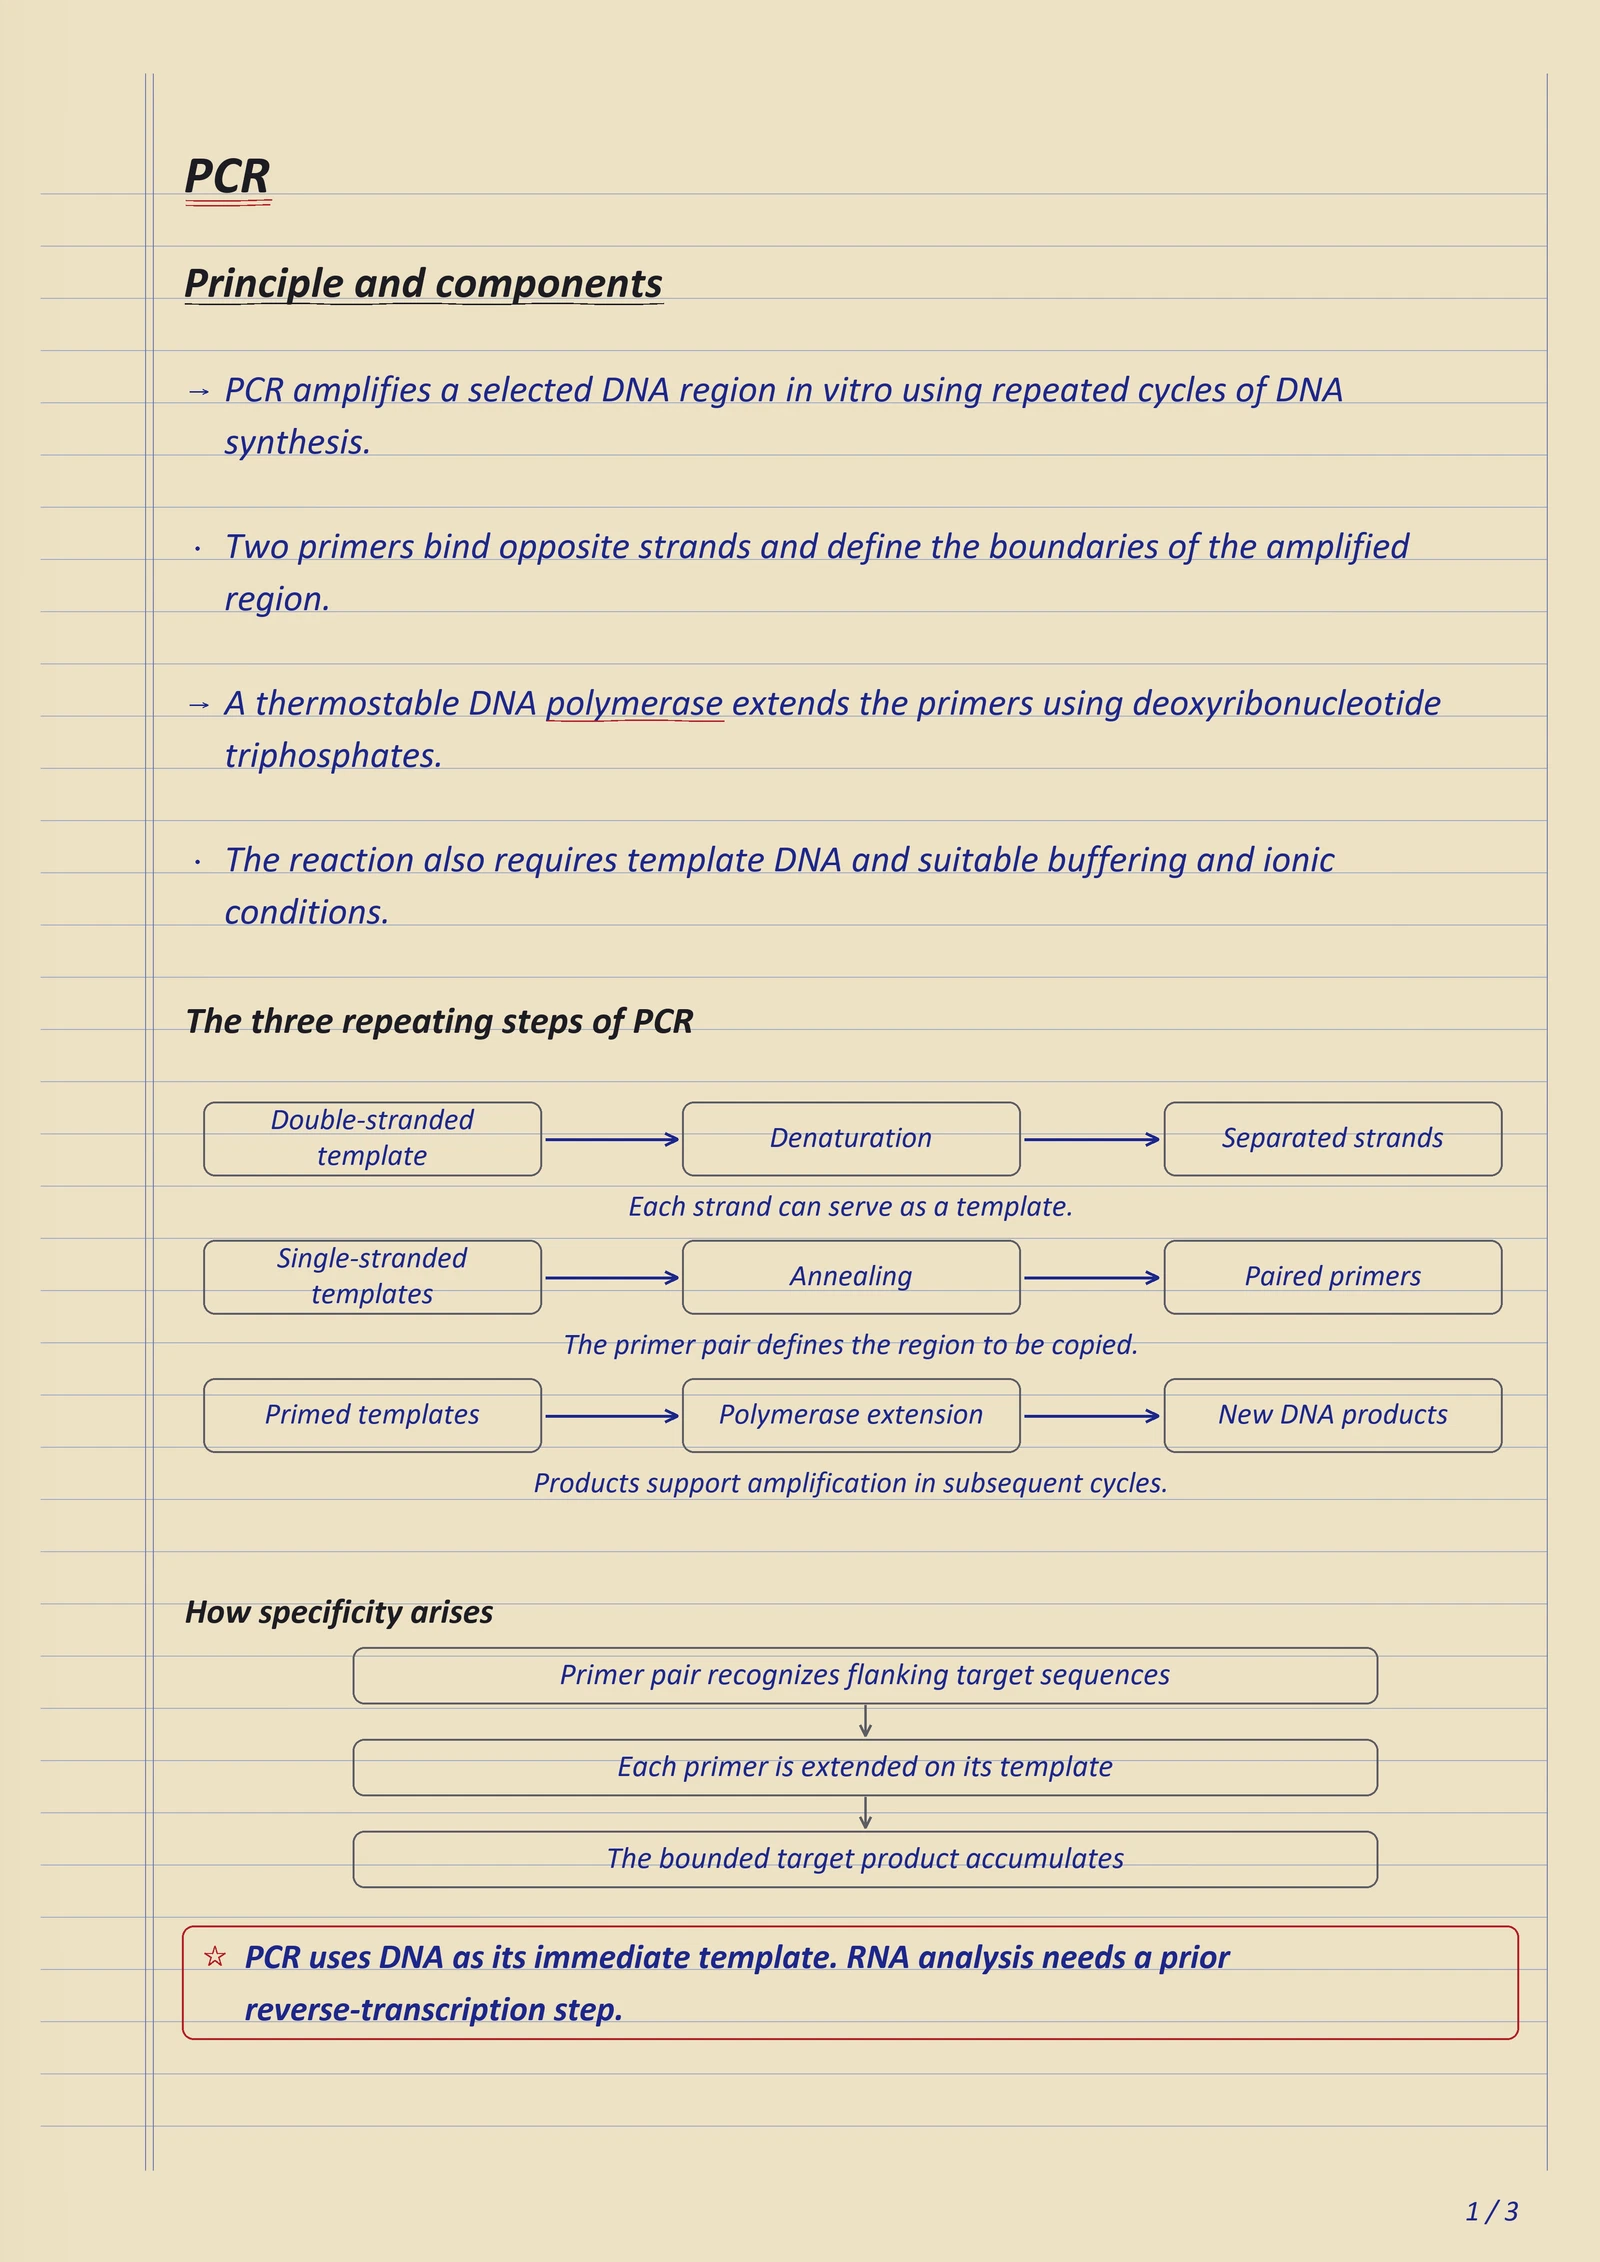 PCR
Principle and components
→ PCR amplifies a selected DNA region in vitro using repeated cycles of DNA
synthesis.
· Two primers bind opposite strands and define the boundaries of the amplified
region.
→ A thermostable DNA polymerase extends the primers using deoxyribonucleotide
triphosphates.
· The reaction also requires template DNA and suitable buffering and ionic
conditions.
The three repeating steps of PCR
Double-stranded
template
Denaturation
Separated strands
Each strand can serve as a template.
Single-stranded
templates
Annealing
Paired primers
The primer pair defines the region to be copied.
Primed templates
Polymerase extension
New DNA products
Products support amplification in subsequent cycles.
How specificity arises
Primer pair recognizes flanking target sequences
Each primer is extended on its template
The bounded target product accumulates
☆ PCR uses DNA as its immediate template. RNA analysis needs a prior
reverse-transcription step.
1 / 3